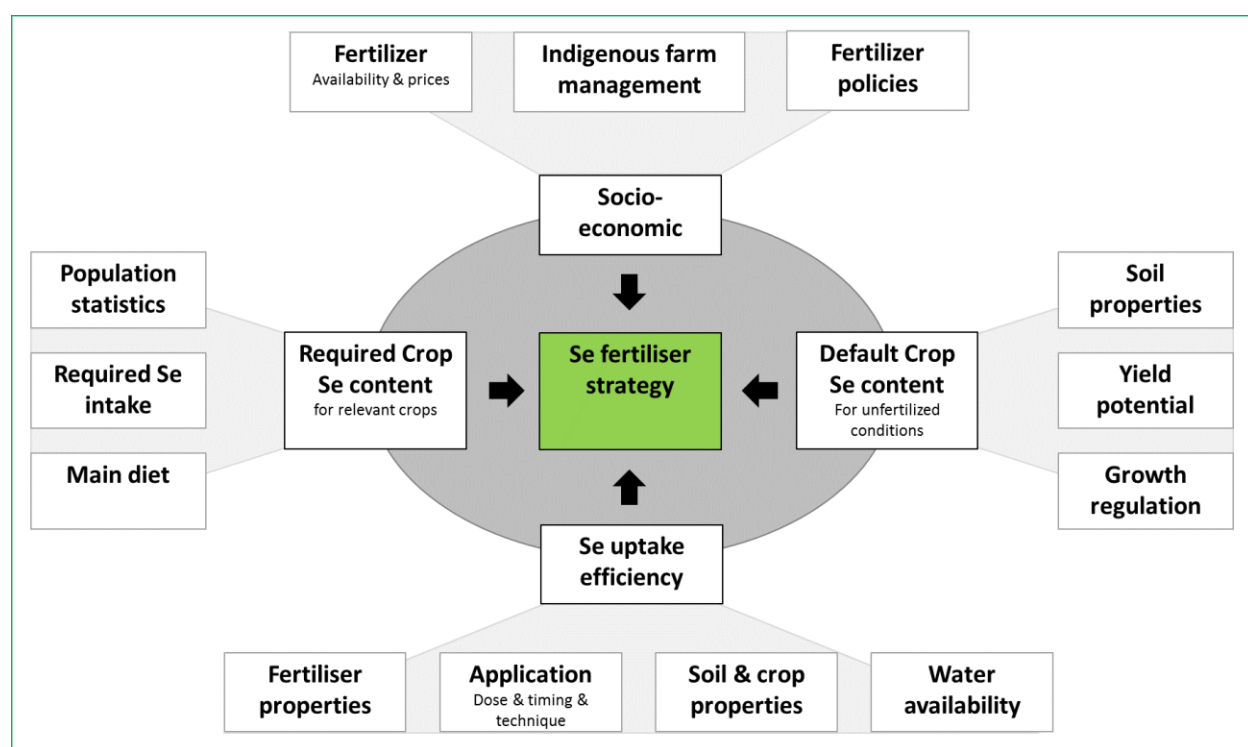 Fertilizer
Availability & prices
Indigenous farm
management
Fertilizer
policies
Socio-
economic
Population
statistics
Required Se
intake
Main diet
Required Crop
Se content
for relevant crops
Se fertiliser
strategy
Default Crop
Se content
For unfertilized
conditions
Soil
properties
Yield
potential
Growth
regulation
Se uptake
efficiency
Fertiliser
properties
Application
Dose & timing &
technique
Soil & crop
properties
Water
availability